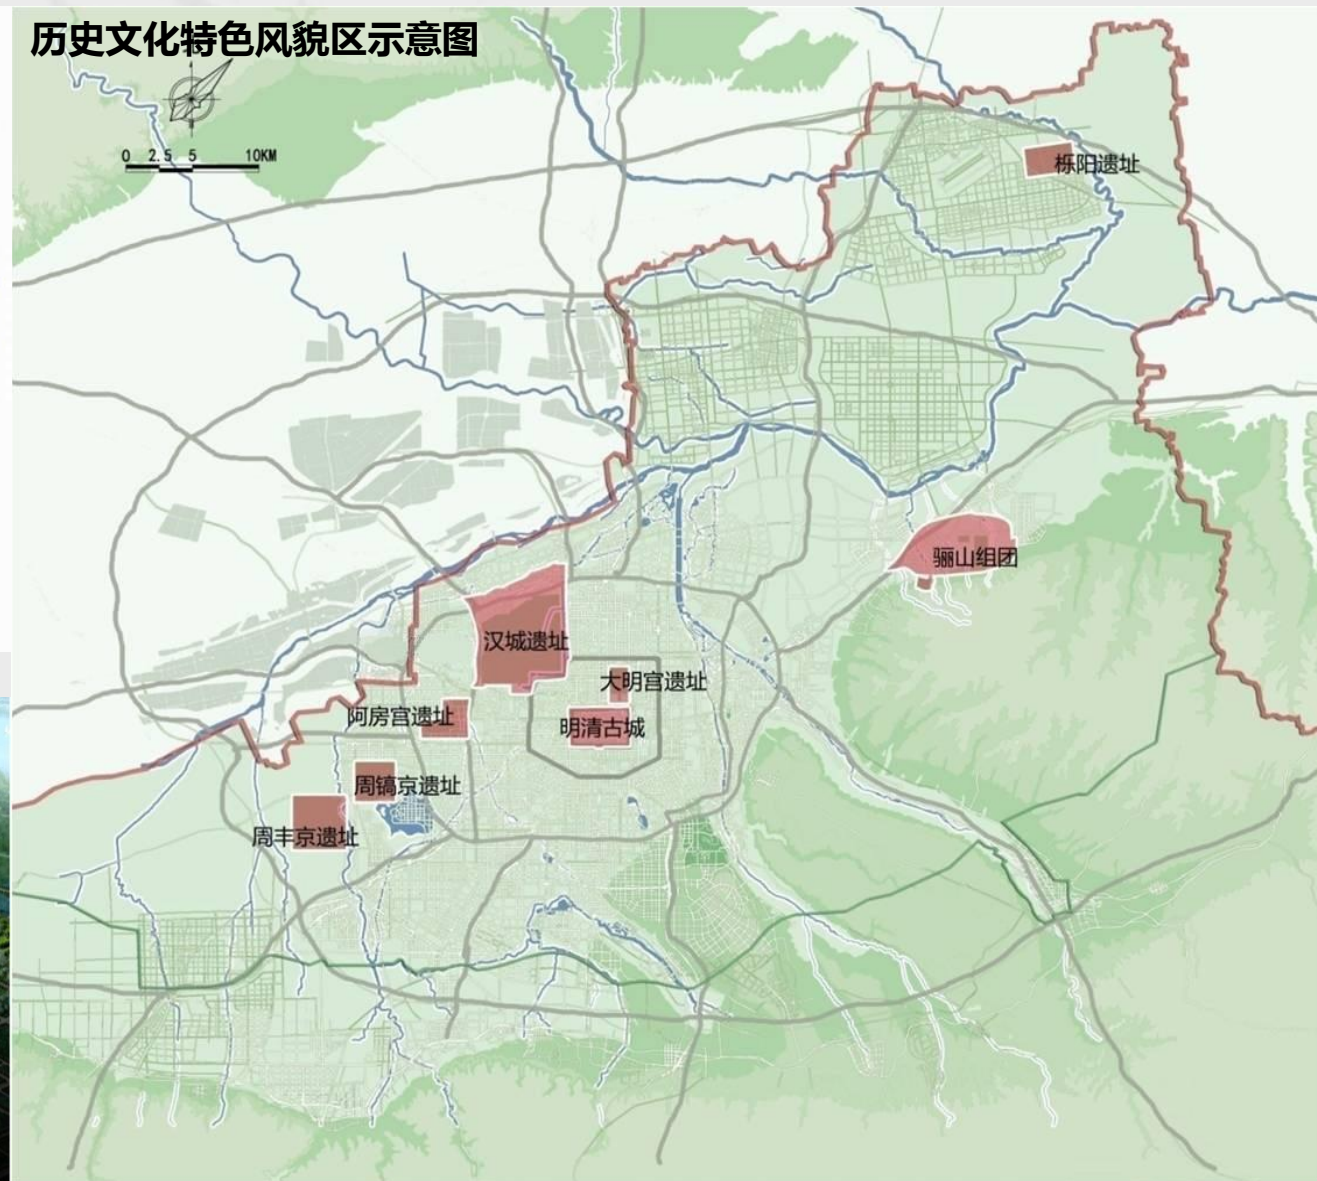 历史文化特色风貌区示意图
0 2.5 5 10KM
栎阳遗址
骊山组团
汉城遗址
大明宫遗址
阿房宫遗址
明清古城
周镐京遗址
周丰京遗址